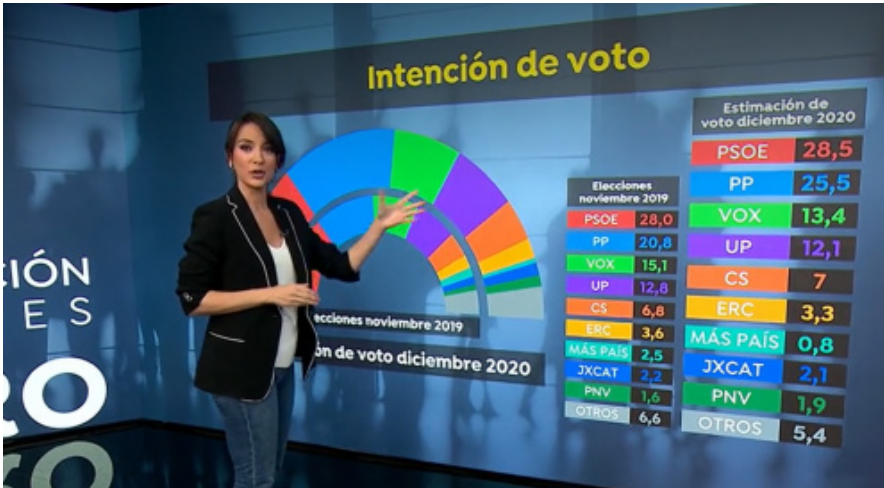 Intención de voto
CIÓN
ES
Elecciones
noviembre 2019
PSOE 28,0
PP 20,8
VOX 15,1
UP 12,8
CS 6,8
ERC 3,6
MÁS PAÍS 2,5
JXCAT 2,2
PNV 1,6
OTROS 6,6
Estimación de
voto diciembre 2020
PSOE 28,5
PP 25,5
VOX 13,4
UP 12,1
CS 7
ERC 3,3
MÁS PAÍS 0,8
JXCAT 2,1
PNV 1,9
OTROS 5,4
lecciones noviembre 2019
ón de voto diciembre 2020